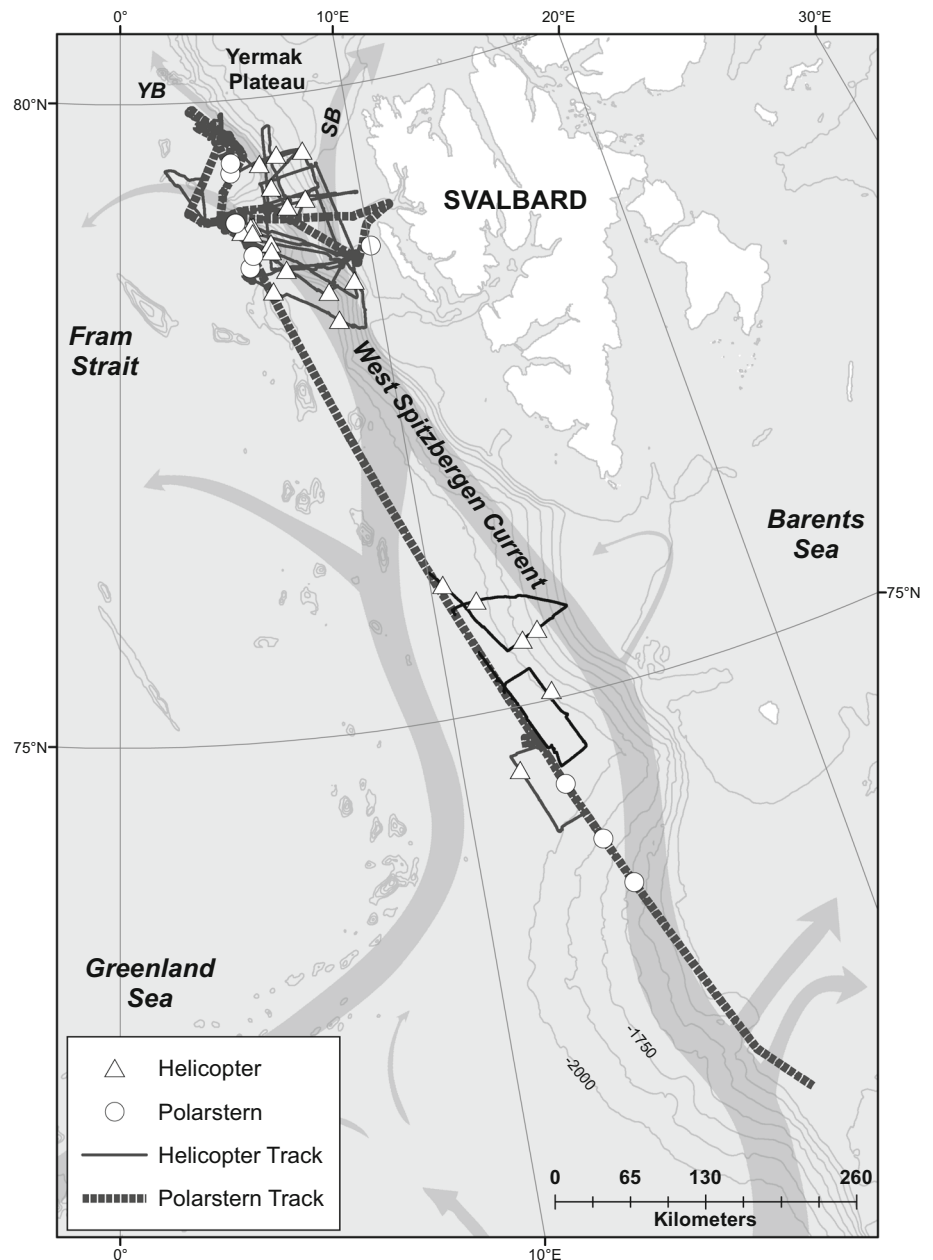 0° 10°E 20°E 30°E
Yermak
Plateau
YB
80°N
SB
SVALBARD
Fram
Strait
West Spitzbergen Current
Barents
Sea
75°N
75°N
Greenland
Sea
-1750
-2000
Helicopter
Polarstern
Helicopter Track
Polarstern Track
0 65 130 260
Kilometers
0° 10°E